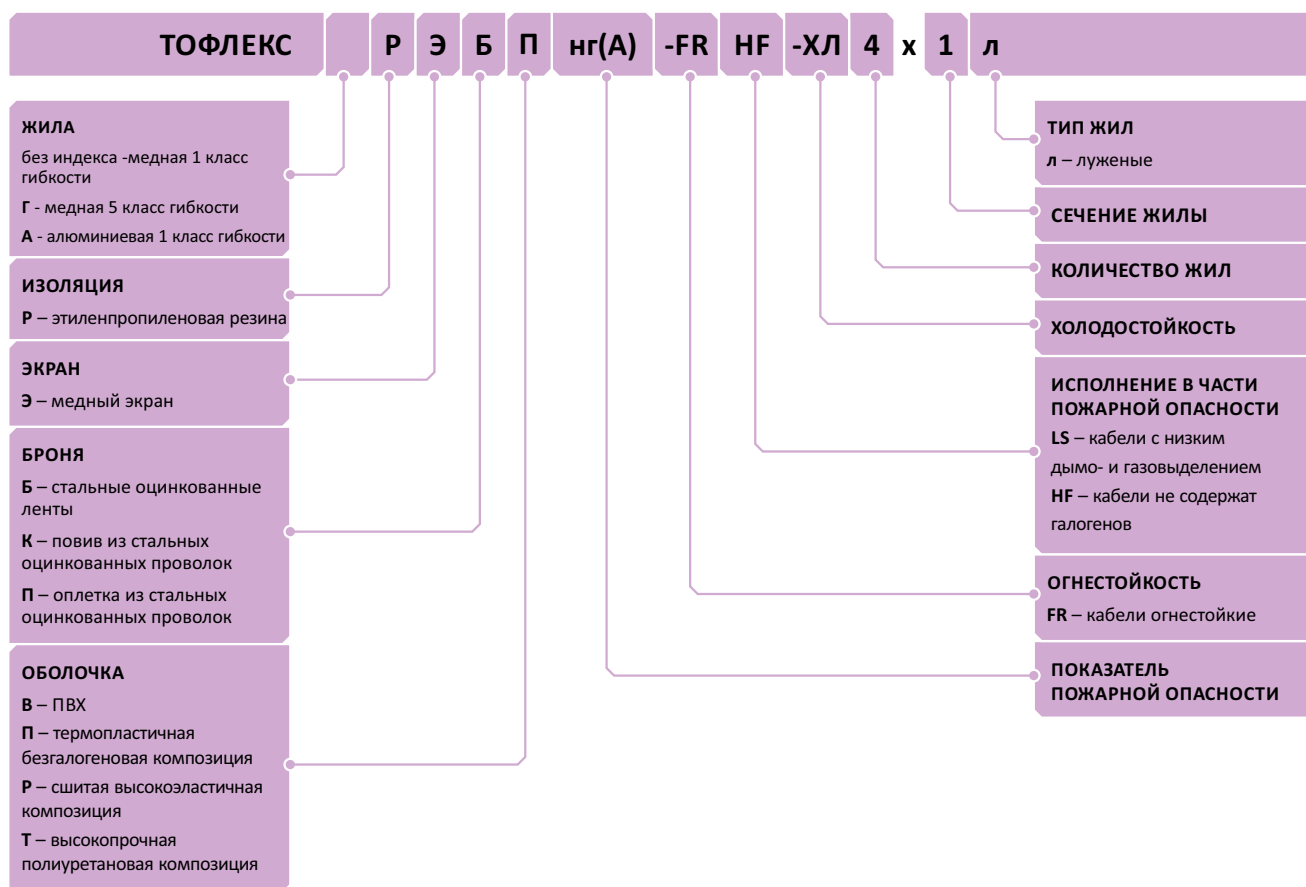 ТОФЛЕКС Р Э Б П нг(А) -FR HF -ХЛ 4 х 1 л
ЖИЛА
без индекса -медная 1 класс
гибкости
Г - медная 5 класс гибкости
А - алюминиевая 1 класс гибкости
ИЗОЛЯЦИЯ
Р – этиленпропиленовая резина
ЭКРАН
Э – медный экран
БРОНЯ
Б – стальные оцинкованные
ленты
К – повив из стальных
оцинкованных проволок
П – оплетка из стальных
оцинкованных проволок
ОБОЛОЧКА
В – ПВХ
П – термопластичная
безгалогеновая композиция
Р – сшитая высокоэластичная
композиция
Т – высокопрочная
полиуретановая композиция
ТИП ЖИЛ
л – луженые
СЕЧЕНИЕ ЖИЛЫ
КОЛИЧЕСТВО ЖИЛ
ХОЛОДОСТОЙКОСТЬ
ИСПОЛНЕНИЕ В ЧАСТИ
ПОЖАРНОЙ ОПАСНОСТИ
LS – кабели с низким
дымо- и газовыделением
HF – кабели не содержат
галогенов
ОГНЕСТОЙКОСТЬ
FR – кабели огнестойкие
ПОКАЗАТЕЛЬ
ПОЖАРНОЙ ОПАСНОСТИ